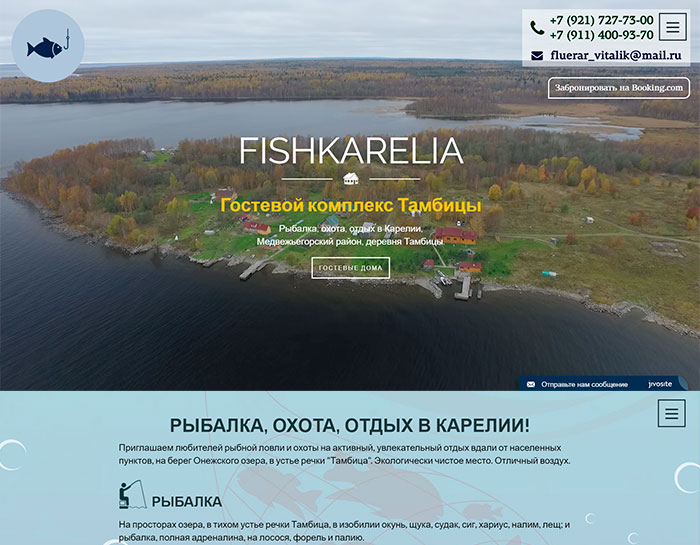 +7 (921) 727-73-00
+7 (911) 400-93-70
fluerar_vitalik@mail.ru
Забронировать на Booking.com
FISHKARELIA
Гостевой комплекс Тамбицы
Рыбалка, охота, отдых в Карелии.
Медвежьегорский район, деревня Тамбицы
ГОСТЕВЫЕ ДОМА
Отправьте нам сообщение jivosite
РЫБАЛКА, ОХОТА, ОТДЫХ В КАРЕЛИИ!
Приглашаем любителей рыбной ловли и охоты на активный, увлекательный отдых вдали от населенных
пунктов, на берег Онежского озера, в устье речки "Тамбица". Экологически чистое место. Отличный воздух.
РЫБАЛКА
На просторах озера, в тихом устье речки Тамбица, в изобилии окунь, щука, судак, сиг, хариус, налим, лещ; и
рыбалка, полная адреналина, на лосося, форель и палию.